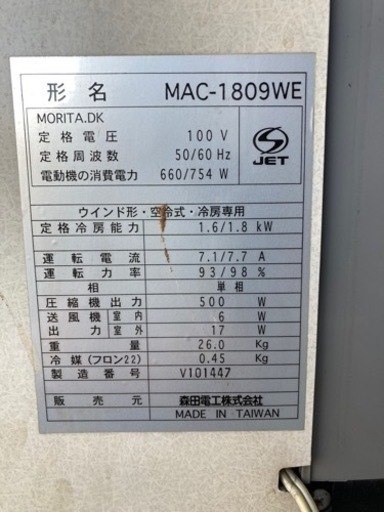 形名 MAC-1809WE
MORITA.DK
定格電圧 100 V
定格周波数 50/60 Hz
電動機の消費電力 660/754 W
JET
ウインド形・空冷式・冷房専用
定格冷房能力 1.6/1.8 kW
運転電流 7.1/7.7 A
運転力率 93/98 %
相 単相
圧縮機出力 500 W
送風機 室内 6 W
出力 室外 17 W
重量 26.0 Kg
冷媒(フロン22) 0.45 Kg
製造番号 V101447
販売元 森田電工株式会社
MADE IN TAIWAN